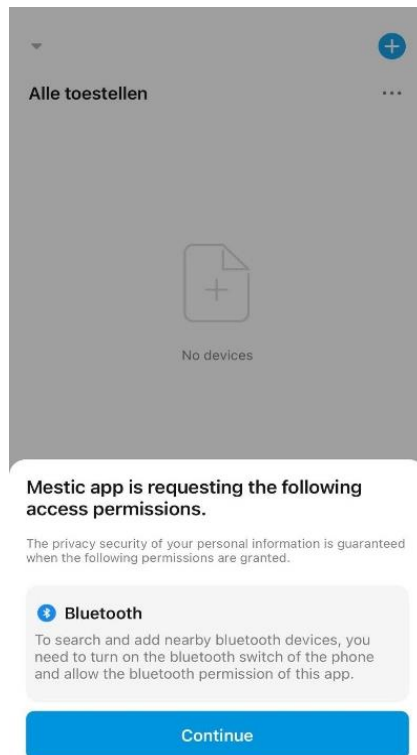 Alle toestellen
No devices
Mestic app is requesting the following
access permissions.
The privacy security of your personal information is guaranteed
when the following permissions are granted.
Bluetooth
To search and add nearby bluetooth devices, you
need to turn on the bluetooth switch of the phone
and allow the bluetooth permission of this app.
Continue